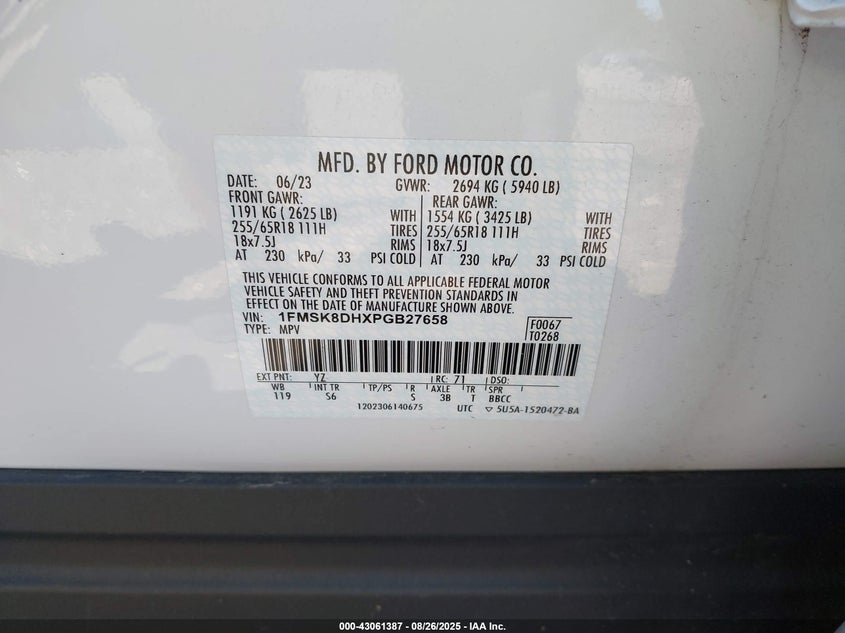 MFD. BY FORD MOTOR CO.
DATE: 06/23 GVWR: 2694 KG ( 5940 LB)
FRONT GAWR: REAR GAWR:
1191 KG ( 2625 LB) WITH 1554 KG ( 3425 LB) WITH
255/65R18 111H TIRES 255/65R18 111H TIRES
18x7.5J RIMS 18x7.5J RIMS
AT 230 kPa/ 33 PSI COLD AT 230 kPa/ 33 PSI COLD
THIS VEHICLE CONFORMS TO ALL APPLICABLE FEDERAL MOTOR
VEHICLE SAFETY AND THEFT PREVENTION STANDARDS IN
EFFECT ON THE DATE OF MANUFACTURE SHOWN ABOVE.
VIN: 1FMSK8DHXPGB27658 F0067
TYPE: MPV T0268
EXT PNT: YZ RC: 71 DSO:
WB INT TR TP/PS R AXLE TR SPR
119 S6 S 3B T BBCC
1202306140675 UTC ▽ 5U5A-1520472-BA
000-43061387 - 08/26/2025 - IAA Inc.